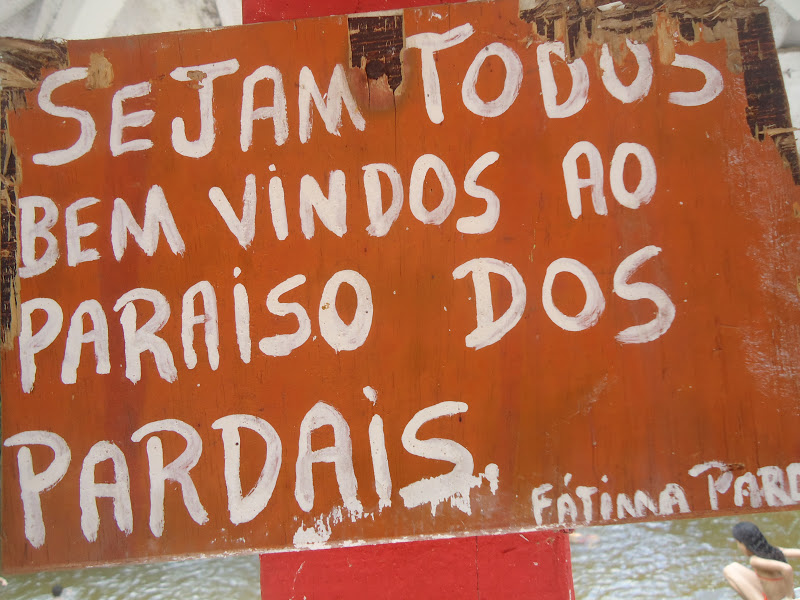 SEJAM TODOS
BEM VINDOS AO
PARAISO DOS
PARDAIS.
FÁTIMA